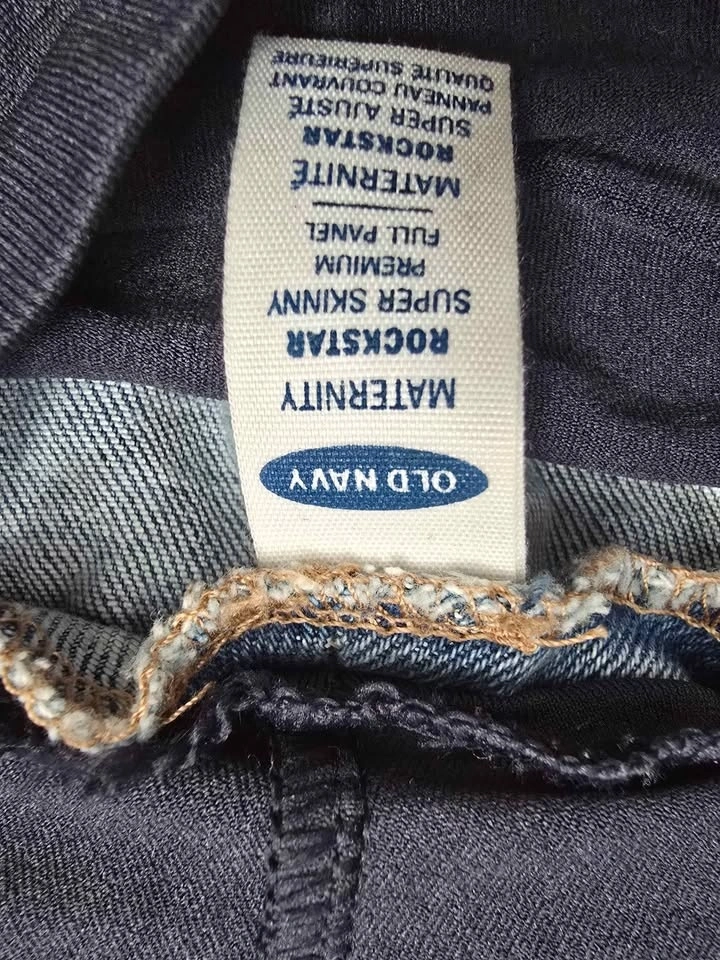 OLD NAVY
MATERNITY
ROCKSTAR
SUPER SKINNY
PREMIUM
FULL PANEL
MATERNITÉ
ROCKSTAR
SUPER AJUSTÉ
PANNEAU COUVRANT
QUALITÉ SUPÉRIEURE